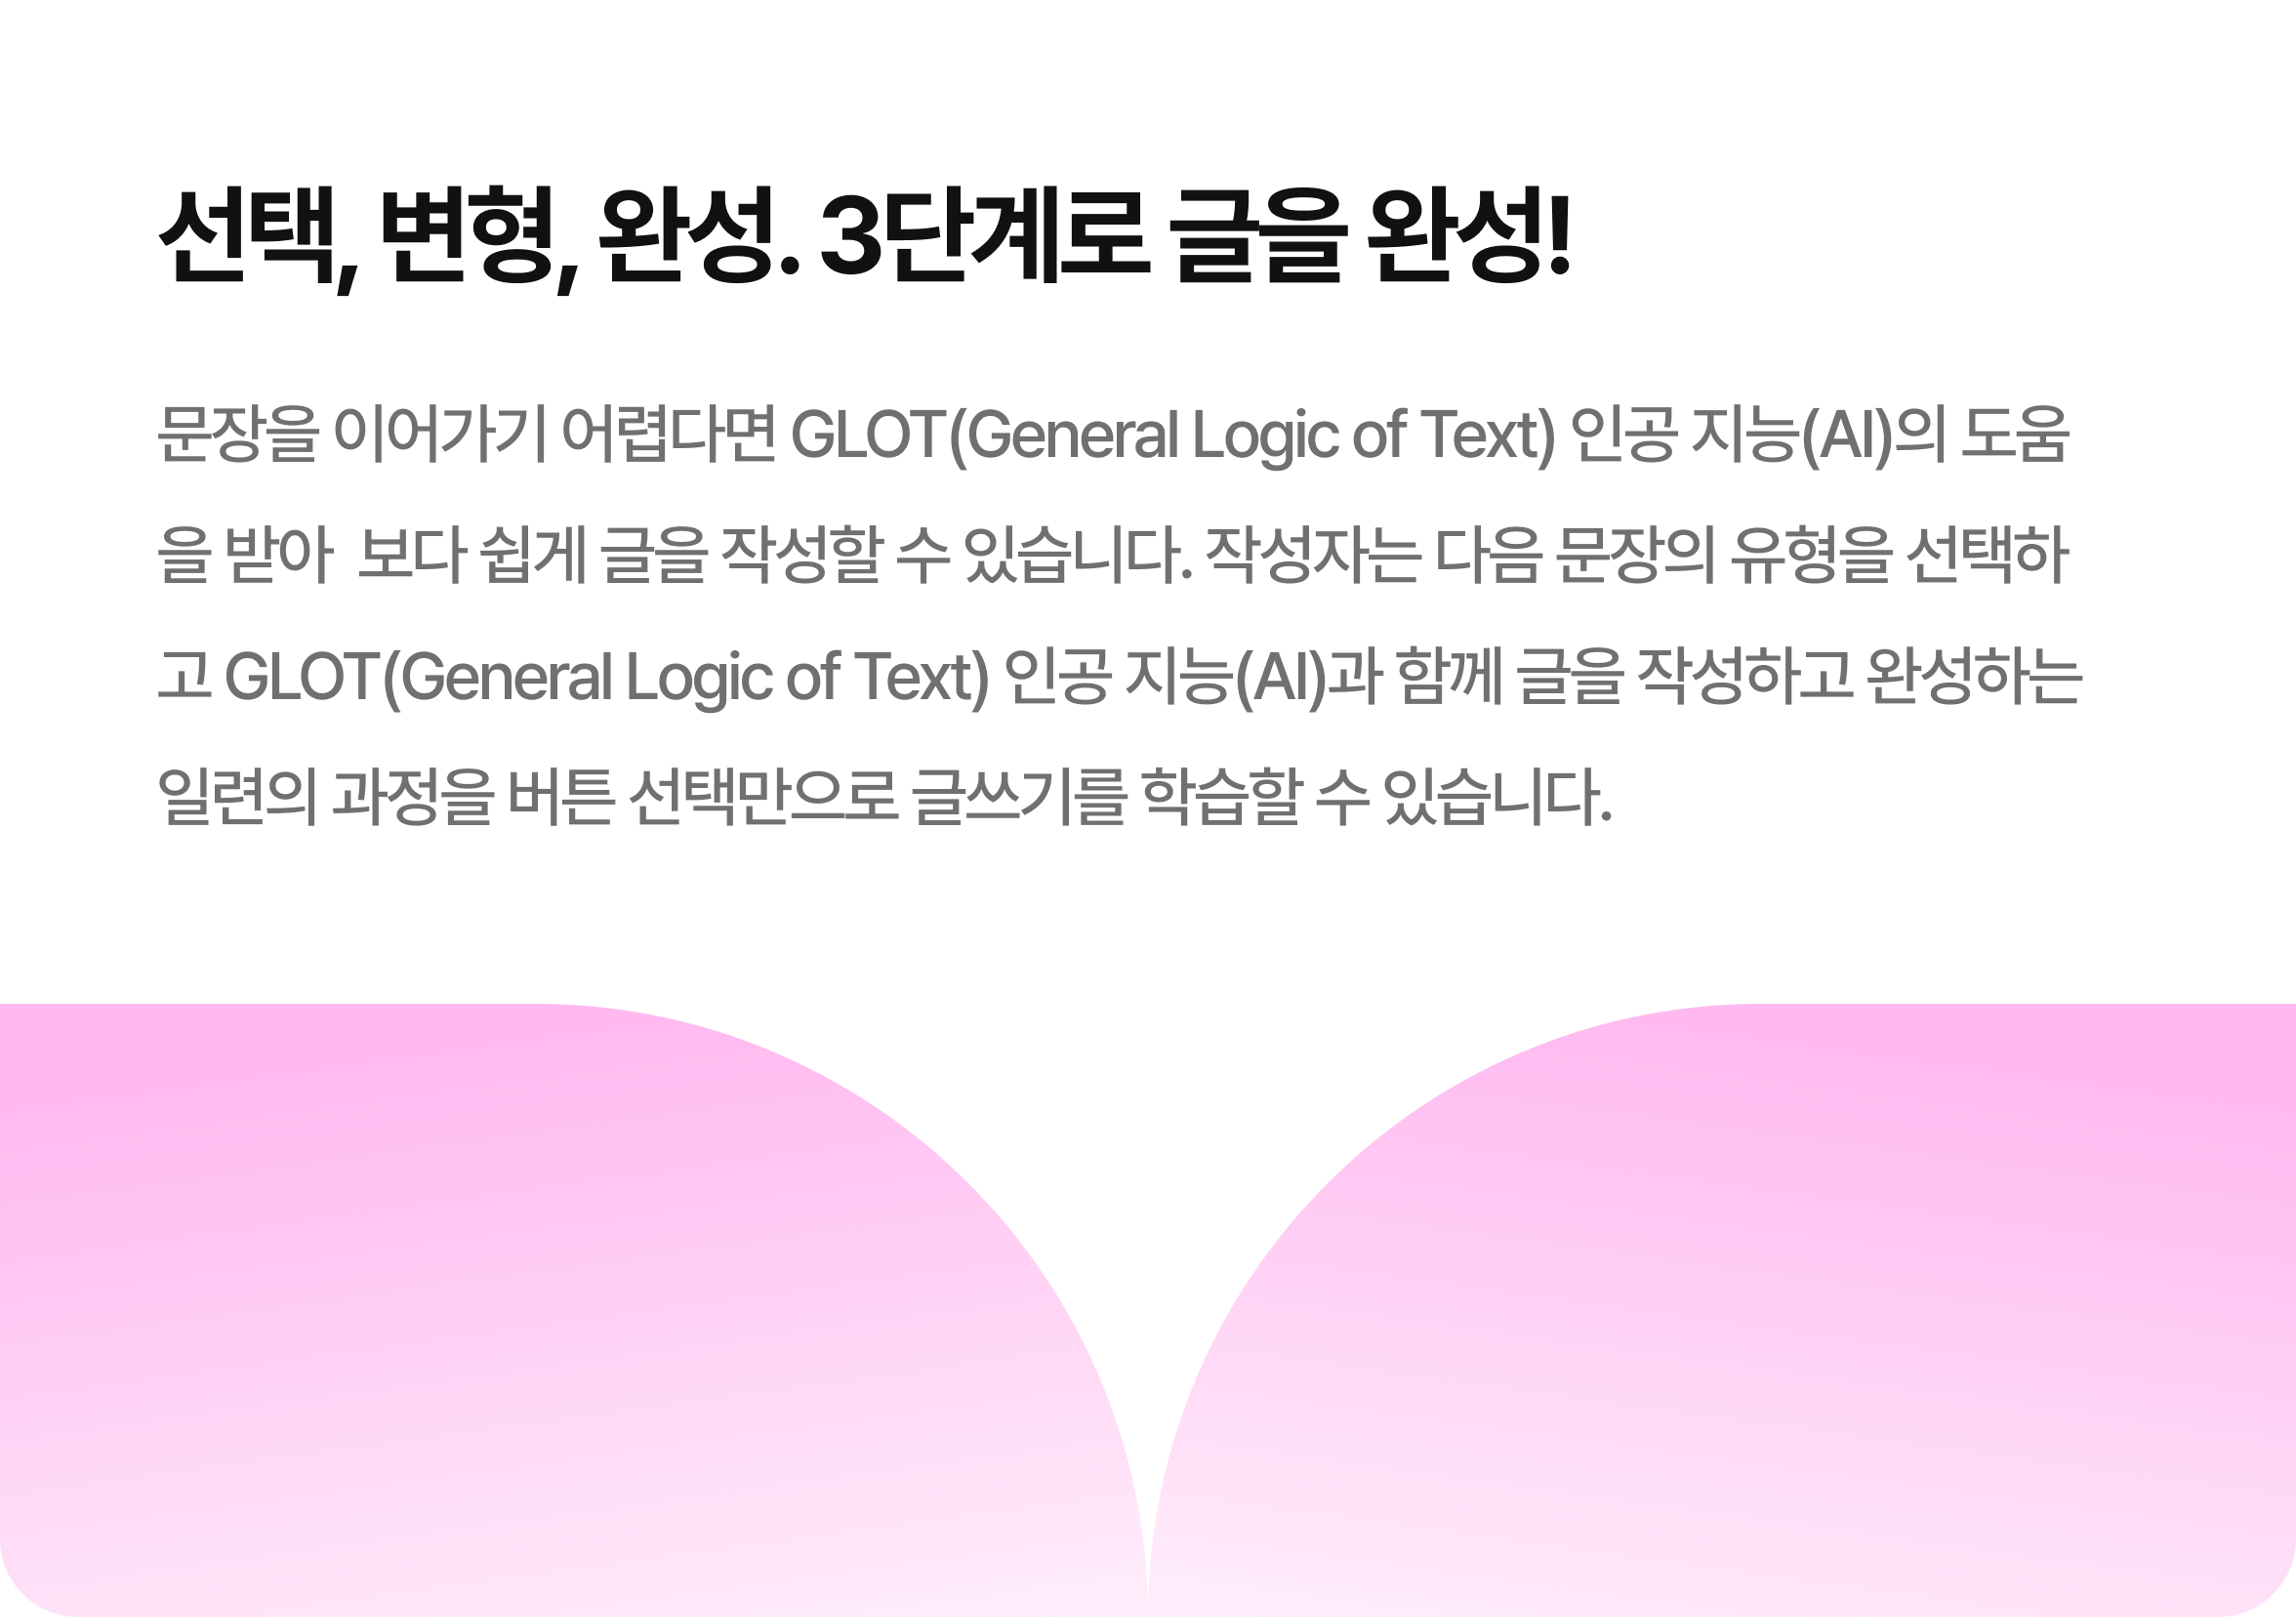 선택, 변형, 완성. 3단계로 글을 완성!
문장을 이어가기 어렵다면 GLOT(General Logic of Text) 인공 지능(AI)의 도움
을 받아 보다 쉽게 글을 작성할 수 있습니다. 작성자는 다음 문장의 유형을 선택하
고 GLOT(General Logic of Text) 인공 지능(AI)과 함께 글을 작성하고 완성하는
일련의 과정을 버튼 선택만으로 글쓰기를 학습할 수 있습니다.